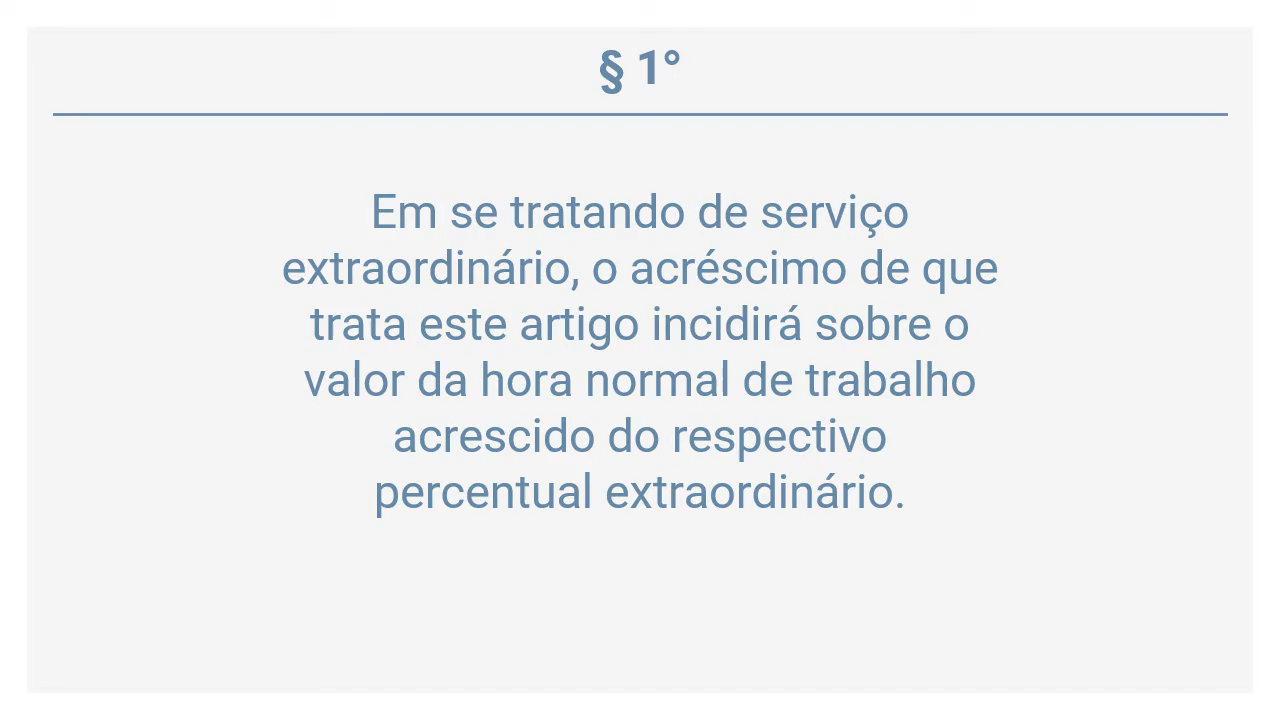 § 1°
Em se tratando de serviço
extraordinário, o acréscimo de que
trata este artigo incidirá sobre o
valor da hora normal de trabalho
acrescido do respectivo
percentual extraordinário.